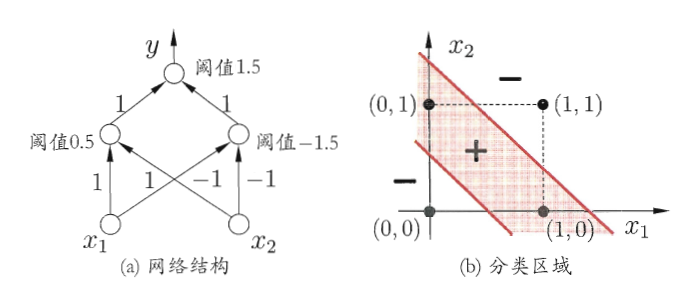 y
阈值1.5
1 1
阈值0.5
阈值-1.5
1 1 -1 -1
x1 x2
(a) 网络结构
x2
−
(0,1) (1,1)
+
−
(0,0) (1,0) x1
(b) 分类区域